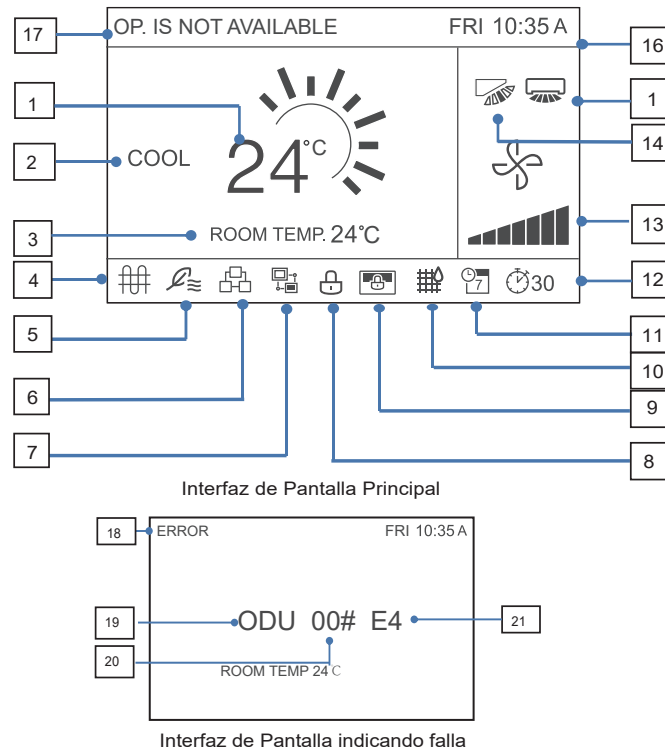 17
OP. IS NOT AVAILABLE FRI 10:35 A
16
1
1
14
24°C
2
COOL
3
ROOM TEMP. 24°C
13
4
7
30
12
5
11
6
10
7
9
8
Interfaz de Pantalla Principal
18
ERROR FRI 10:35 A
19
ODU 00# E4
21
20
ROOM TEMP 24 C
Interfaz de Pantalla indicando falla